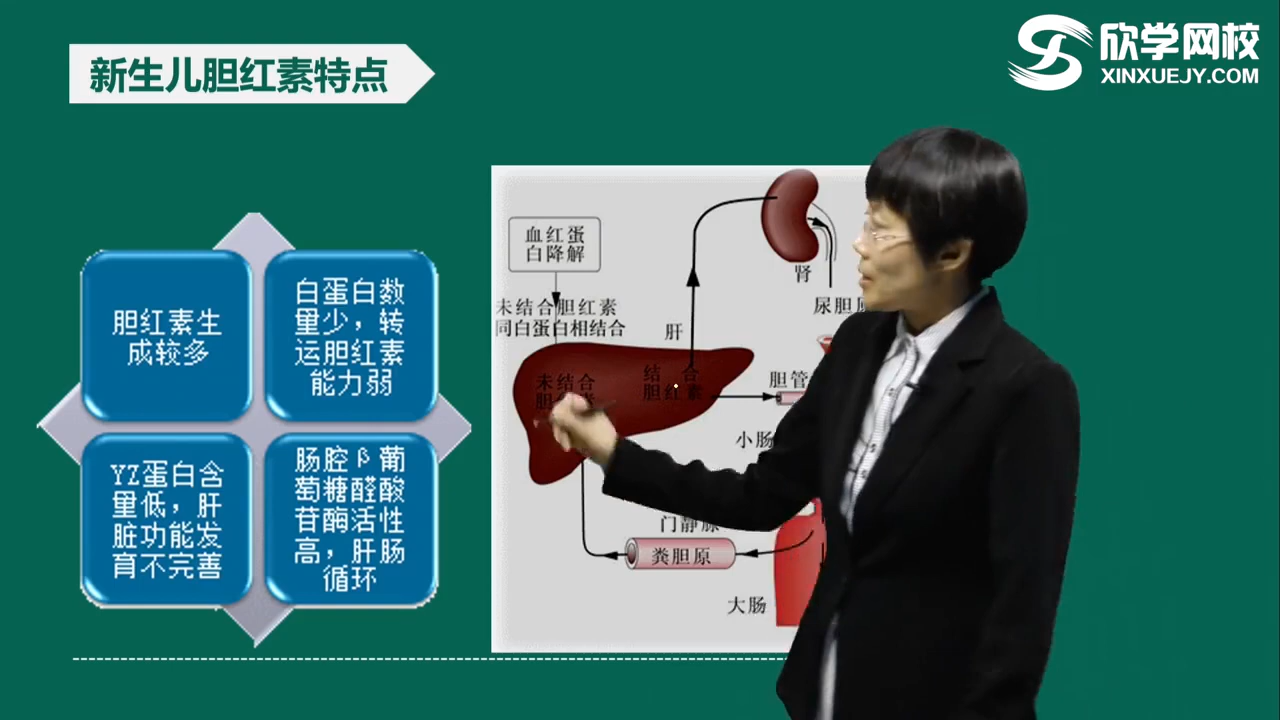 新生儿胆红素特点
欣学网校
XINXUEJY.COM
胆红素生
成较多
白蛋白数
量少，转
运胆红素
能力弱
YZ蛋白含
量低，肝
脏功能发
育不完善
肠腔β葡
萄糖醛酸
苷酶活性
高，肝肠
循环
血红蛋
白降解
未结合胆红素
同白蛋白相结合
肝
肾
尿胆
未结合
胆
结 合
胆红素
胆管
小肠
门静脉
粪胆原
大肠